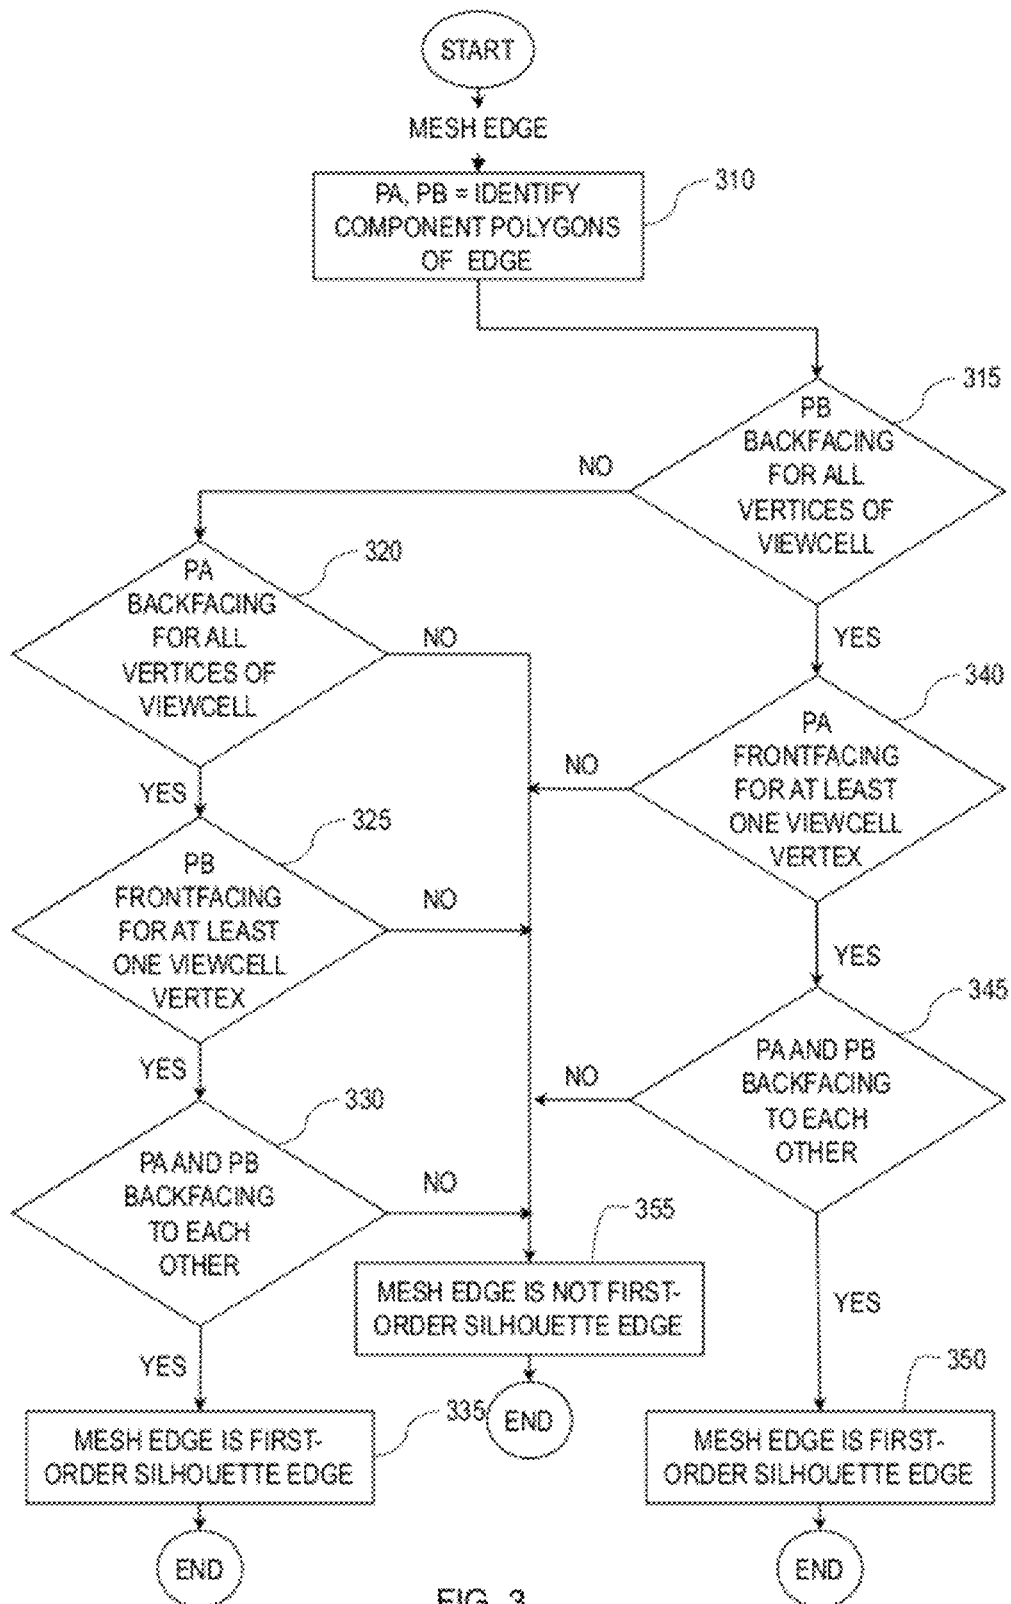 START
MESH EDGE
PA, PB = IDENTIFY
COMPONENT POLYGONS
OF EDGE
310
315
PB
BACKFACING
FOR ALL
VERTICES OF
VIEWCELL
NO
YES
320
PA
BACKFACING
FOR ALL
VERTICES OF
VIEWCELL
NO
YES
340
PA
FRONTFACING
FOR AT LEAST
ONE VIEWCELL
VERTEX
NO
YES
325
PB
FRONTFACING
FOR AT LEAST
ONE VIEWCELL
VERTEX
NO
YES
345
PA AND PB
BACKFACING
TO EACH
OTHER
NO
YES
330
PA AND PB
BACKFACING
TO EACH
OTHER
NO
YES
355
MESH EDGE IS NOT FIRST-
ORDER SILHOUETTE EDGE
END
335
MESH EDGE IS FIRST-
ORDER SILHOUETTE EDGE
END
350
MESH EDGE IS FIRST-
ORDER SILHOUETTE EDGE
END
FIG. 3